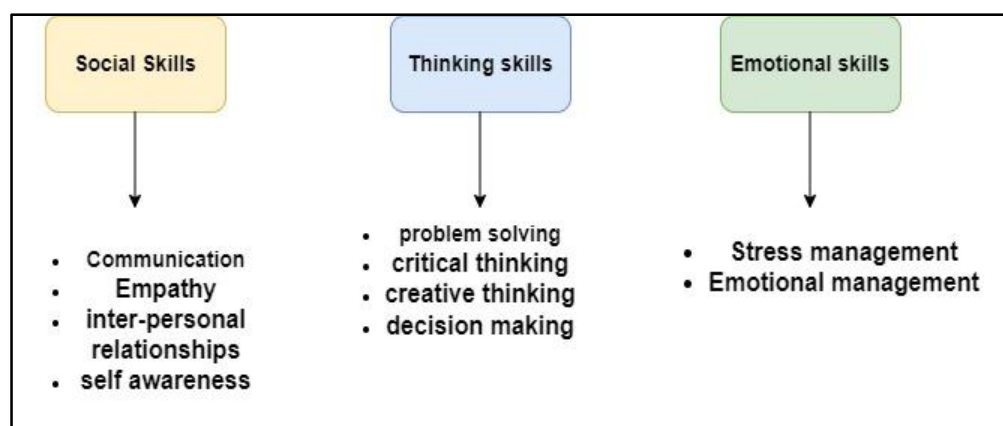 Social Skills
Thinking skills
Emotional skills
• Communication
• Empathy
• inter-personal
relationships
• self awareness
• problem solving
• critical thinking
• creative thinking
• decision making
• Stress management
• Emotional management